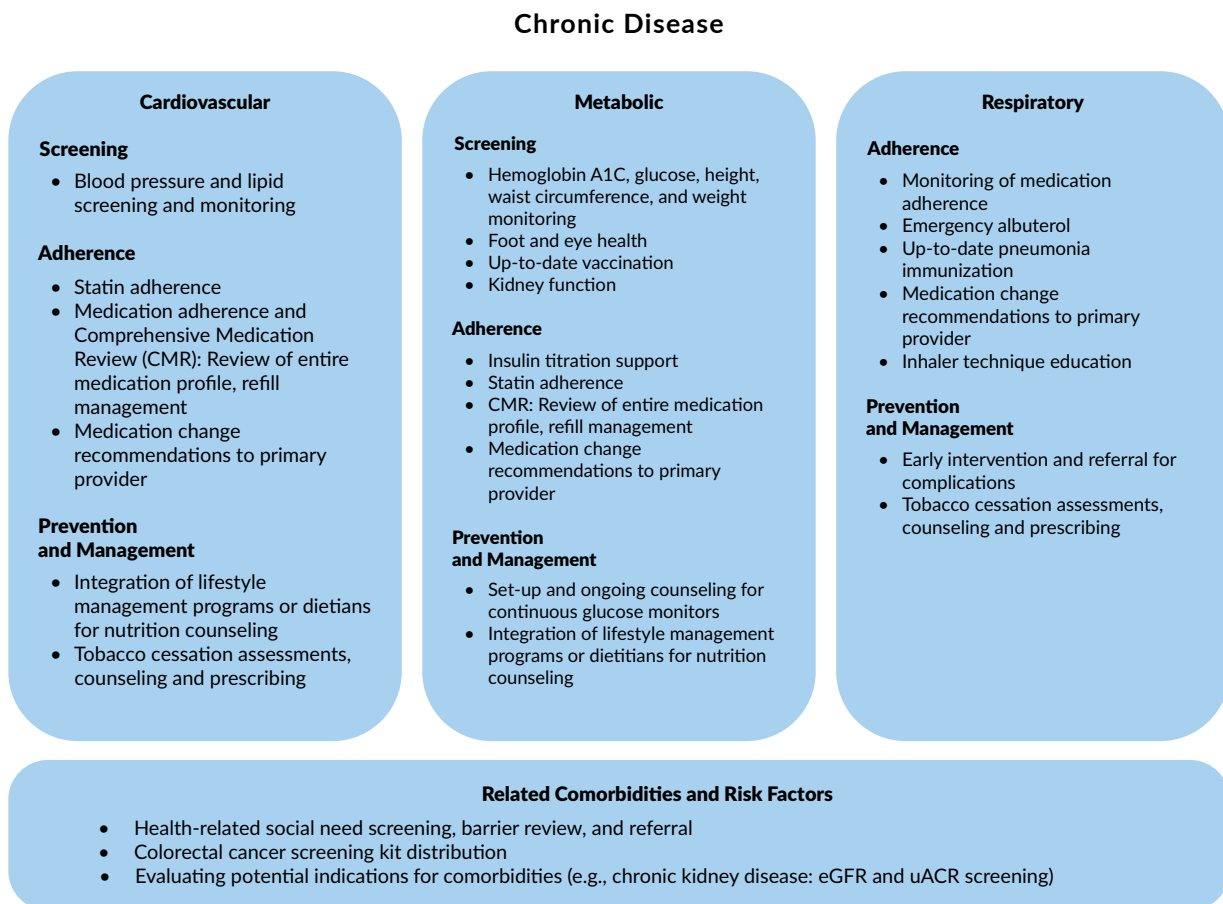 Chronic Disease
Cardiovascular
Screening
• Blood pressure and lipid
screening and monitoring
Adherence
• Statin adherence
• Medication adherence and
Comprehensive Medication
Review (CMR): Review of entire
medication profile, refill
management
• Medication change
recommendations to primary
provider
Prevention
and Management
• Integration of lifestyle
management programs or dietians
for nutrition counseling
• Tobacco cessation assessments,
counseling and prescribing
Metabolic
Screening
• Hemoglobin A1C, glucose, height,
waist circumference, and weight
monitoring
• Foot and eye health
• Up-to-date vaccination
• Kidney function
Adherence
• Insulin titration support
• Statin adherence
• CMR: Review of entire medication
profile, refill management
• Medication change
recommendations to primary
provider
Prevention
and Management
• Set-up and ongoing counseling for
continuous glucose monitors
• Integration of lifestyle management
programs or dietitians for nutrition
counseling
Respiratory
Adherence
• Monitoring of medication
adherence
• Emergency albuterol
• Up-to-date pneumonia
immunization
• Medication change
recommendations to primary
provider
• Inhaler technique education
Prevention
and Management
• Early intervention and referral for
complications
• Tobacco cessation assessments,
counseling and prescribing
Related Comorbidities and Risk Factors
• Health-related social need screening, barrier review, and referral
• Colorectal cancer screening kit distribution
• Evaluating potential indications for comorbidities (e.g., chronic kidney disease: eGFR and uACR screening)